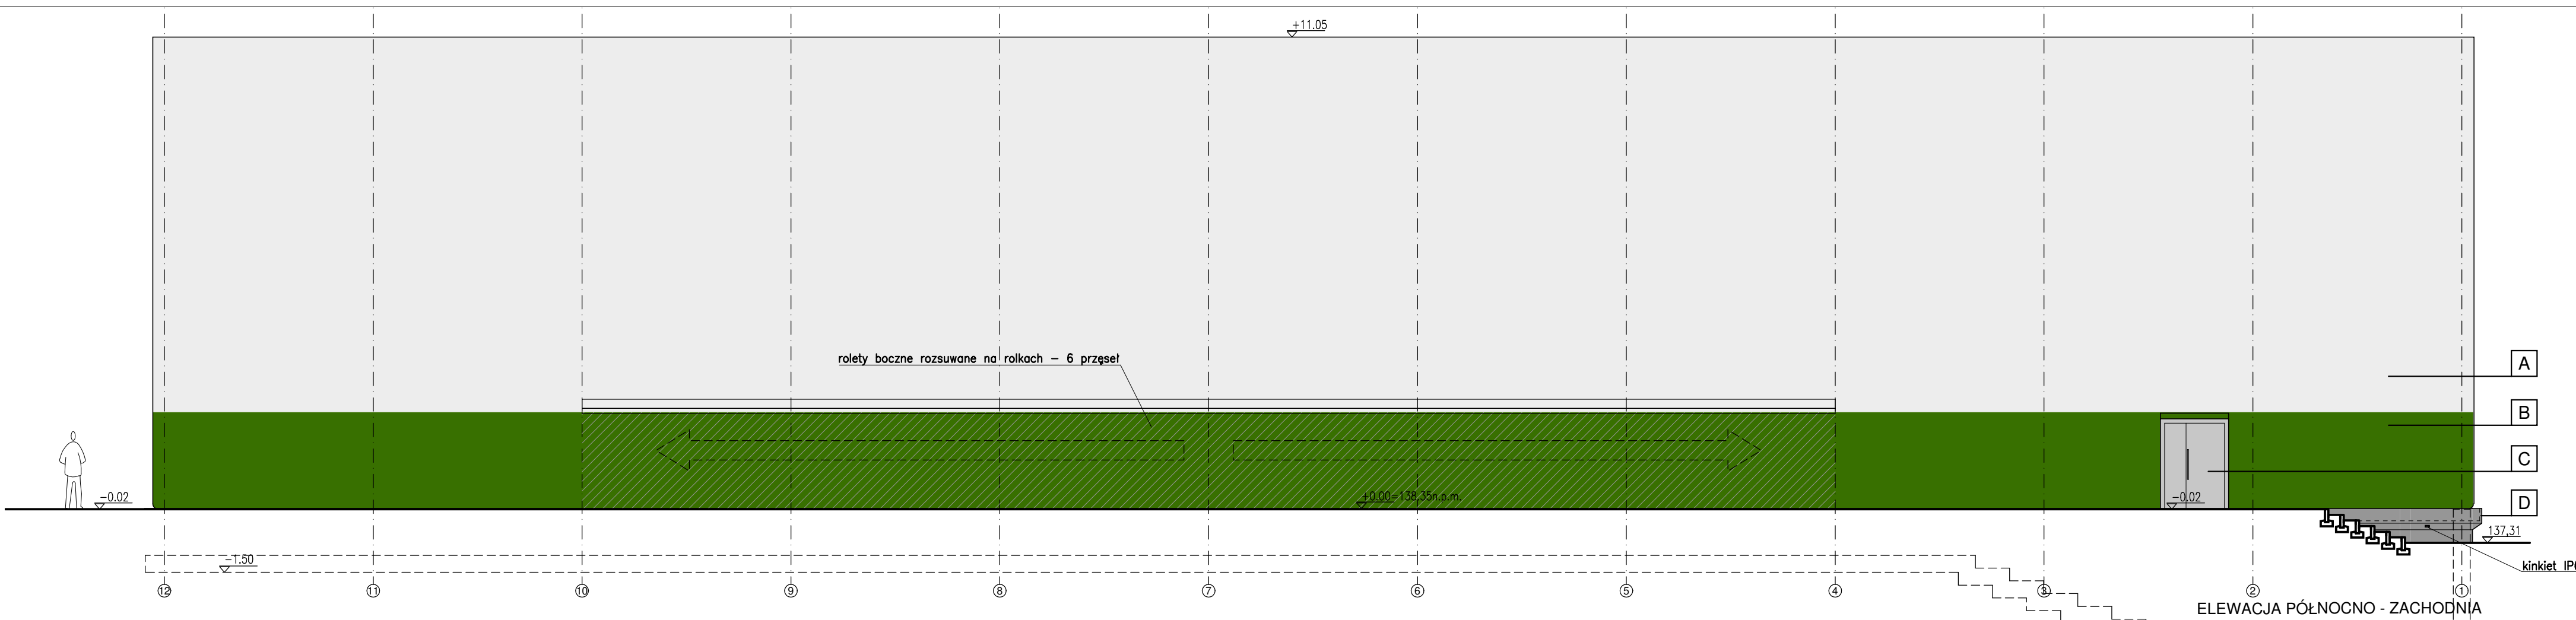 +11.05
rolety boczne rozsuwane na rolkach - 6 przęseł
A
B
C
D
-0.02
+0.00=138,35n.p.m.
-0.02
137,31
-1.50
kinkiet
12
11
10
9
8
7
6
5
4
3
2
1
ELEWACJA PÓŁNOCNO - ZACHODNIA